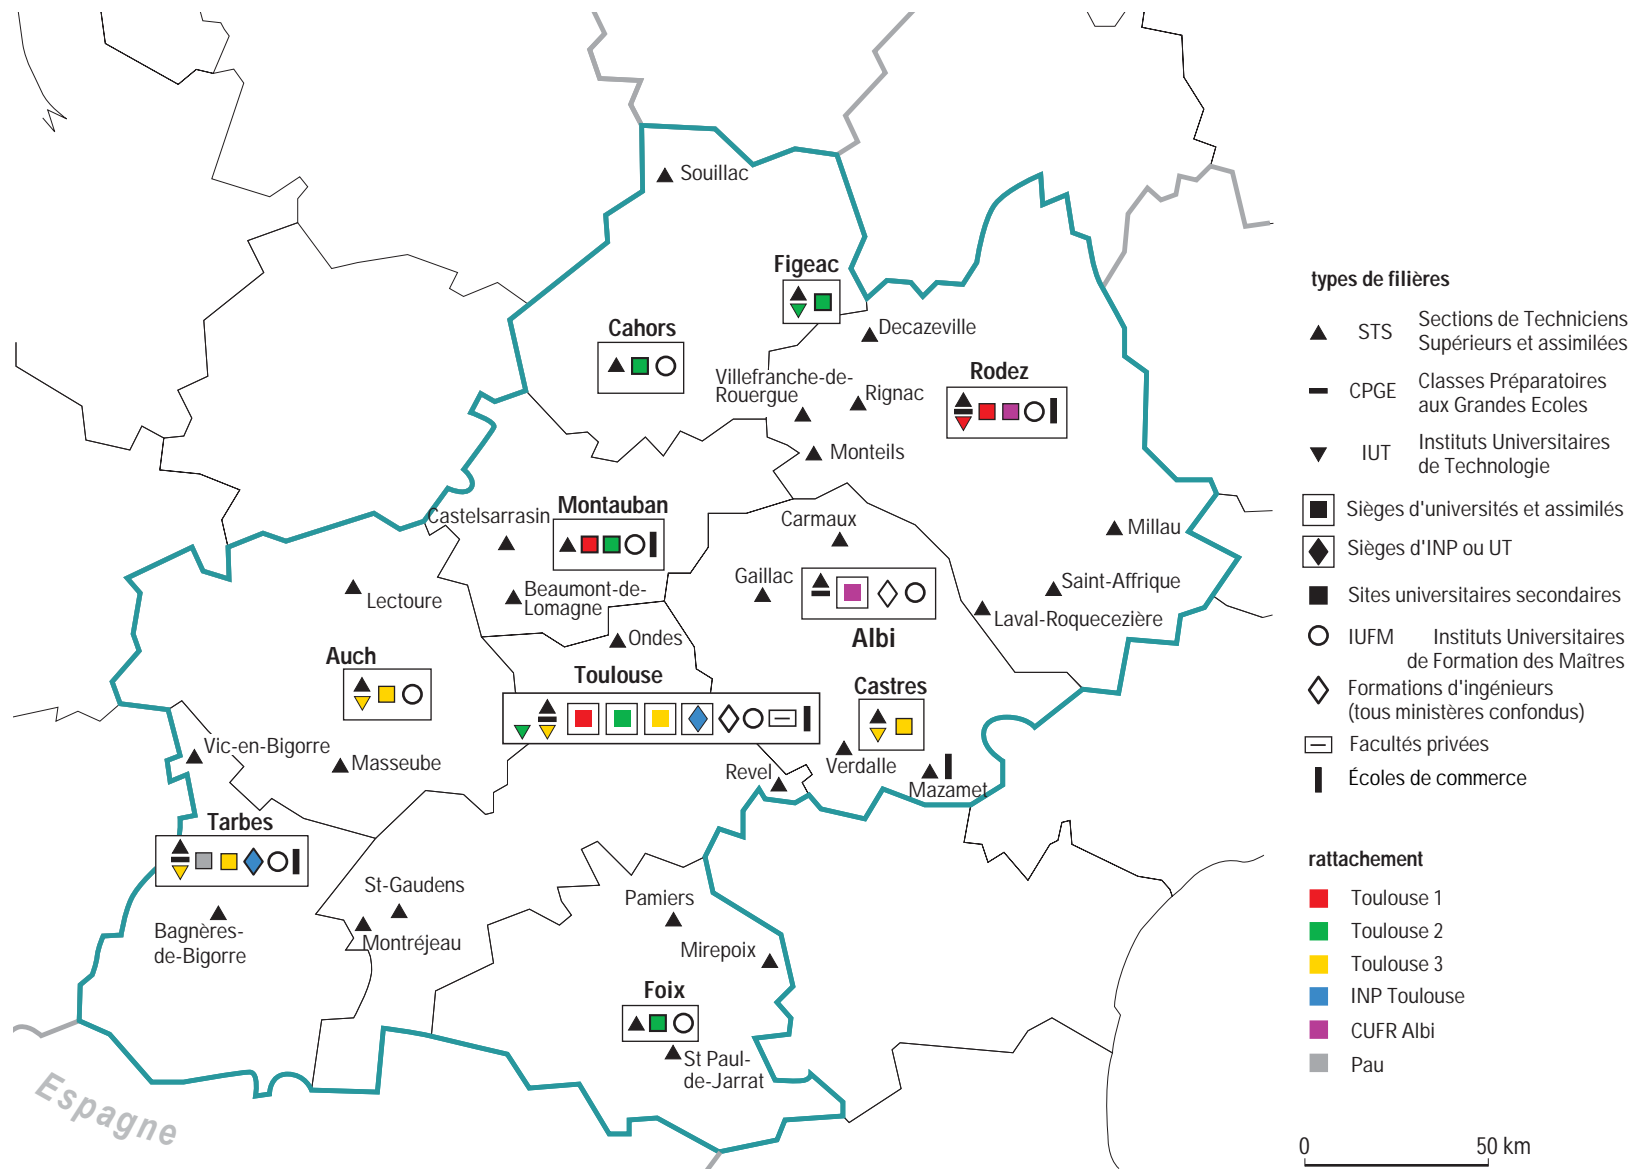 Souillac
Figeac
Cahors
Decazeville
Villefranche-de-
Rouergue
Rignac
Rodez
Monteils
Montauban
Castelsarrasin
Carmaux
Millau
Gaillac
Saint-Affrique
Lectoure
Beaumont-de-
Lomagne
Laval-Roquecezière
Albi
Ondes
Auch
Toulouse
Castres
Vic-en-Bigorre
Masseube
Revel
Verdalle
Mazamet
Tarbes
St-Gaudens
Pamiers
Bagnères-
de-Bigorre
Montréjeau
Mirepoix
Foix
St Paul-
de-Jarrat
Espagne
types de filières
STS Sections de Techniciens
Supérieurs et assimilées
CPGE Classes Préparatoires
aux Grandes Ecoles
IUT Instituts Universitaires
de Technologie
Sièges d'universités et assimilés
Sièges d'INP ou UT
Sites universitaires secondaires
IUFM Instituts Universitaires
de Formation des Maîtres
Formations d'ingénieurs
(tous ministères confondus)
Facultés privées
Écoles de commerce
rattachement
Toulouse 1
Toulouse 2
Toulouse 3
INP Toulouse
CUFR Albi
Pau
0 50 km